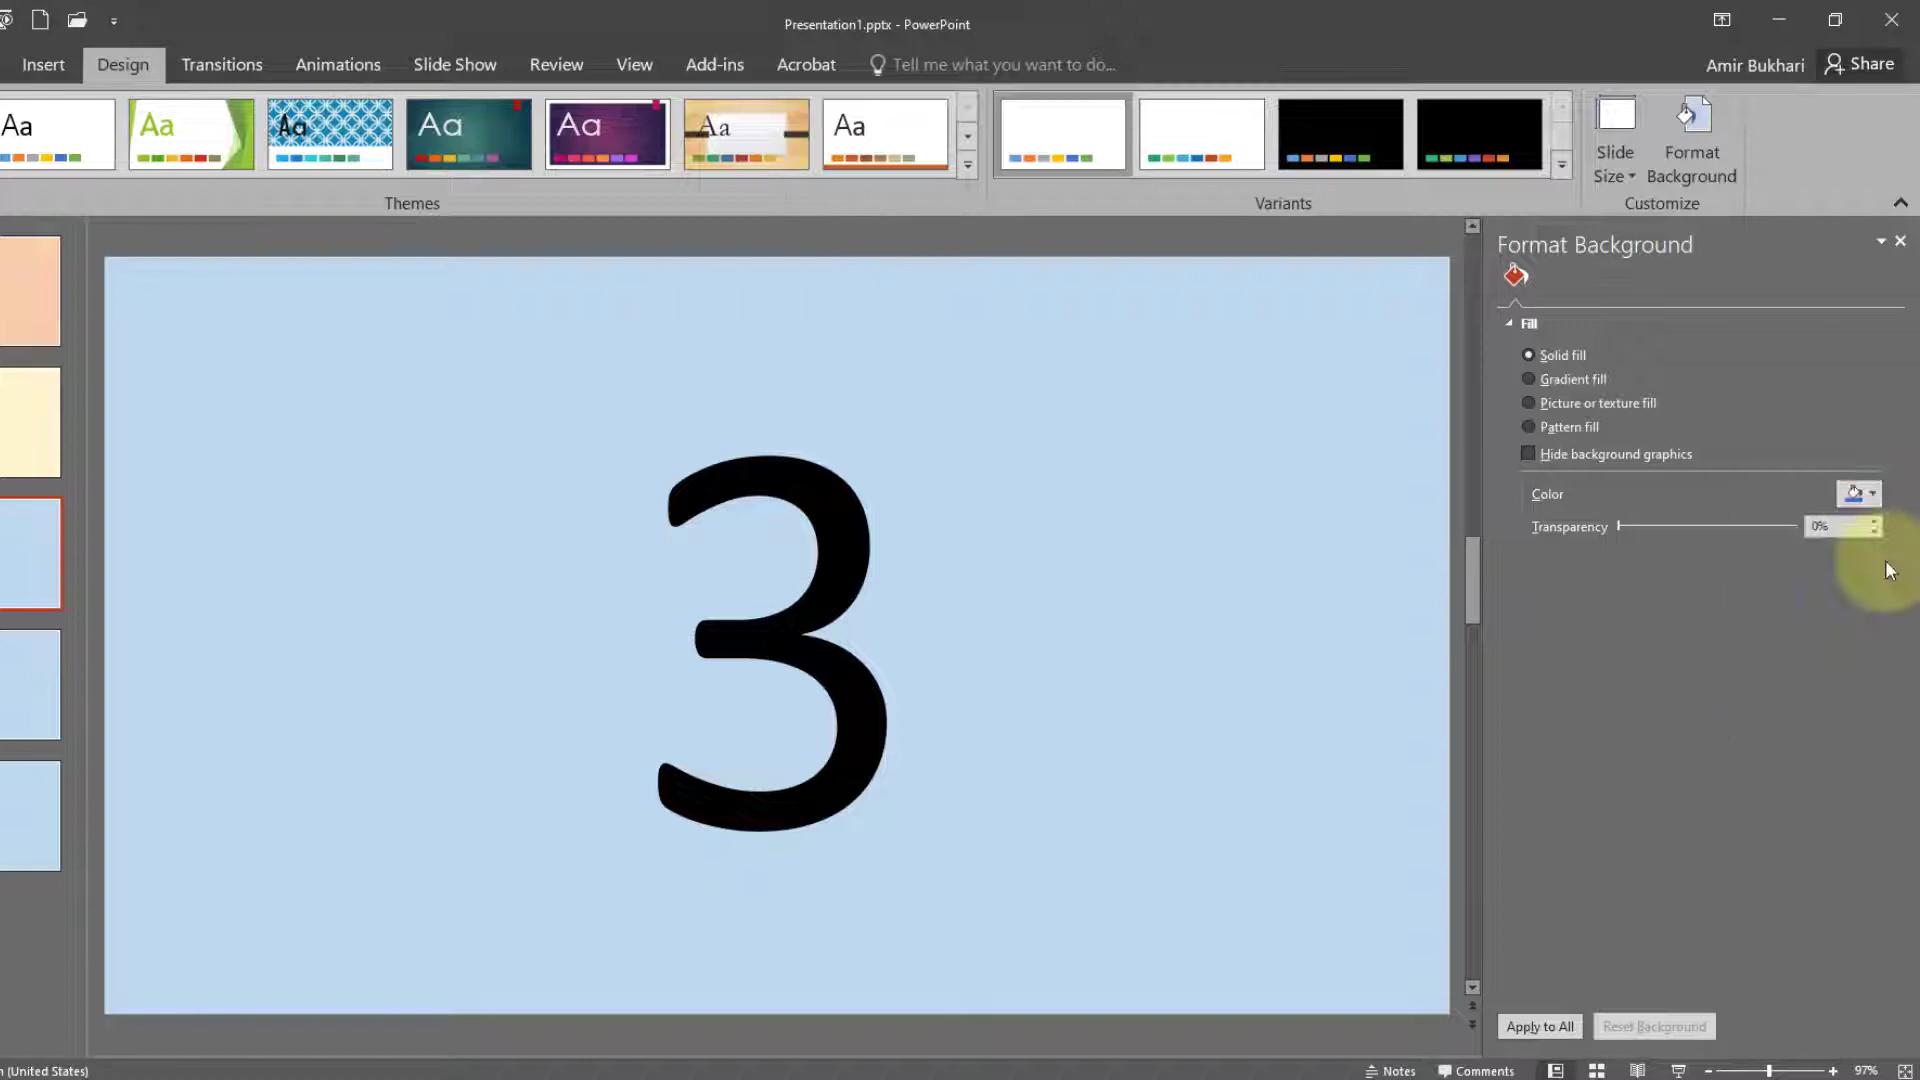 Presentation1.pptx - PowerPoint
Insert Design Transitions Animations Slide Show Review View Add-ins Acrobat Tell me what you want to do... Amir Bukhari Share
Aa Aa Aa Aa Aa Aa Aa
Slide Size
Format Background
Themes Variants Customize
Format Background
Fill
Solid fill
Gradient fill
Picture or texture fill
Pattern fill
Hide background graphics
Color
Transparency 0%
3
Apply to All Reset Background
n (United States) Notes Comments 97%